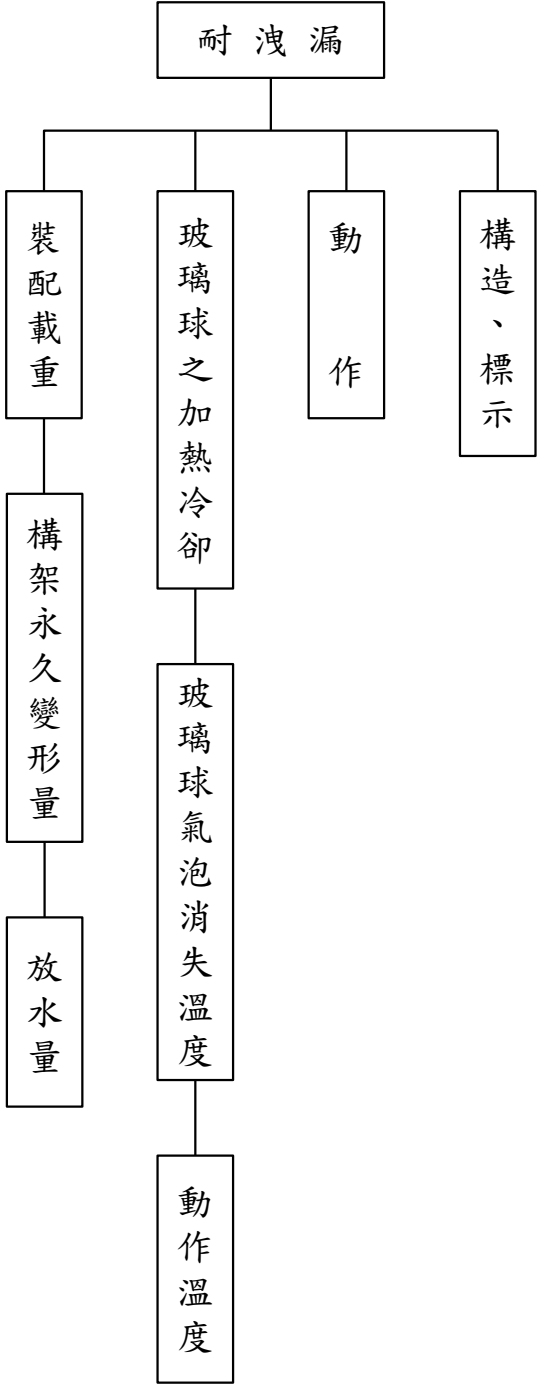 耐洩漏
裝配載重
構架永久變形量
放水量
玻璃球之加熱冷卻
玻璃球氣泡消失溫度
動作溫度
動作
構造、標示